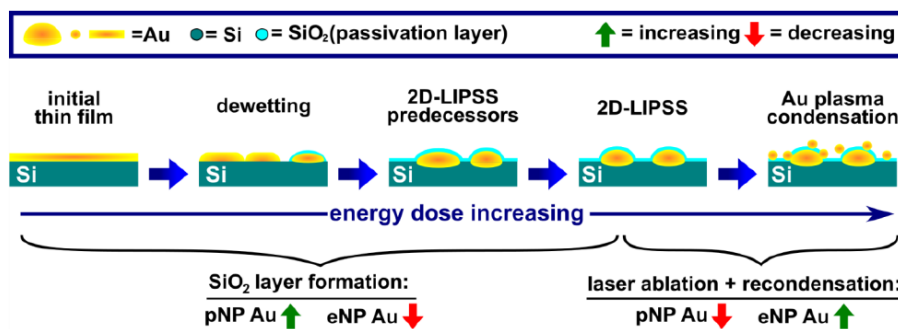 =Au =Si =SiO₂(passivation layer) = increasing = decreasing
initial thin film
dewetting
2D-LIPSS predecessors
2D-LIPSS
Au plasma condensation
Si
Si
Si
Si
Si
energy dose increasing
SiO₂ layer formation:
pNP Au eNP Au
laser ablation + recondensation:
pNP Au eNP Au